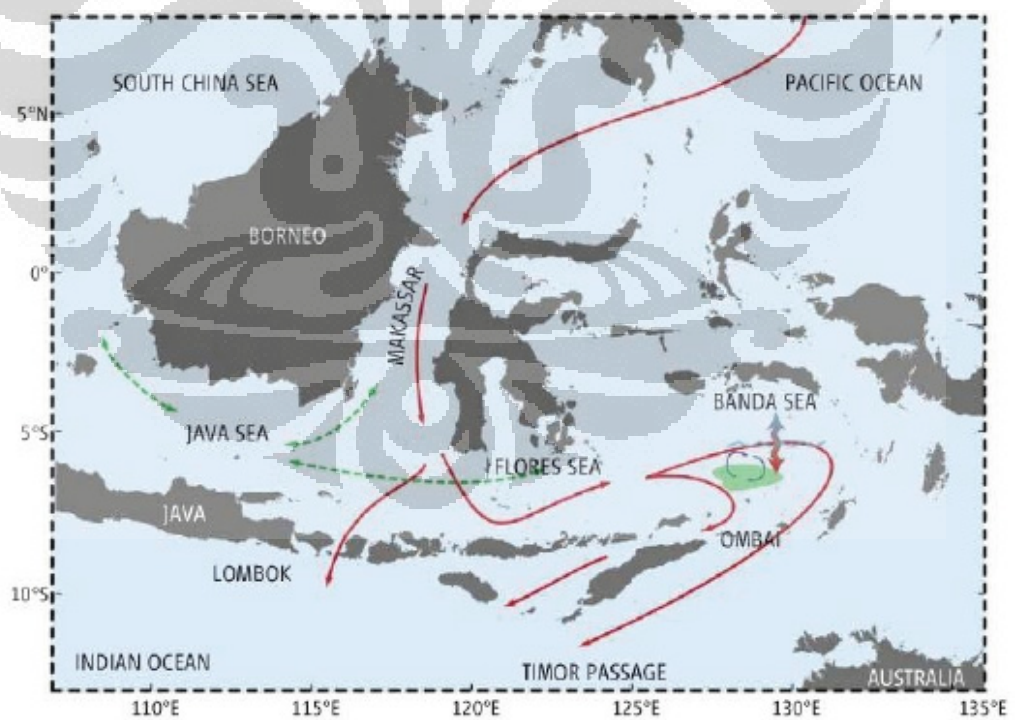 SOUTH CHINA SEA
PACIFIC OCEAN
5°N
BORNEO
0°
MAKASSAR
BANDA SEA
5°S
JAVA SEA
FLORES SEA
JAVA
OMBAI
LOMBOK
10°S
INDIAN OCEAN
TIMOR PASSAGE
AUSTRALIA
110°E 115°E 120°E 125°E 130°E 135°E